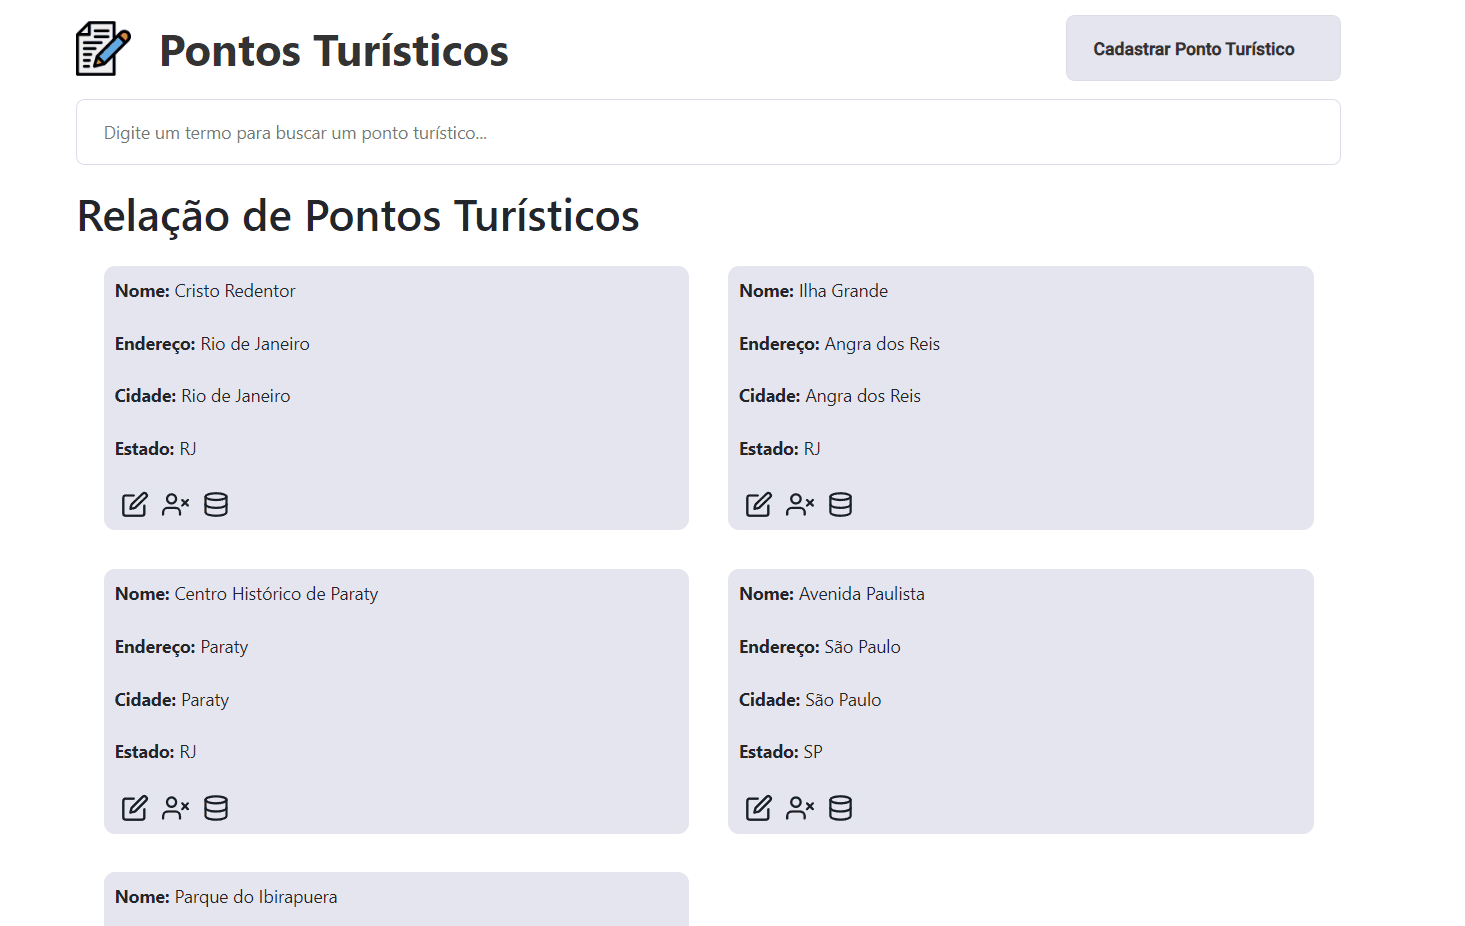 Pontos Turísticos
Cadastrar Ponto Turístico
Digite um termo para buscar um ponto turístico...
Relação de Pontos Turísticos
Nome: Cristo Redentor
Endereço: Rio de Janeiro
Cidade: Rio de Janeiro
Estado: RJ
Nome: Ilha Grande
Endereço: Angra dos Reis
Cidade: Angra dos Reis
Estado: RJ
Nome: Centro Histórico de Paraty
Endereço: Paraty
Cidade: Paraty
Estado: RJ
Nome: Avenida Paulista
Endereço: São Paulo
Cidade: São Paulo
Estado: SP
Nome: Parque do Ibirapuera